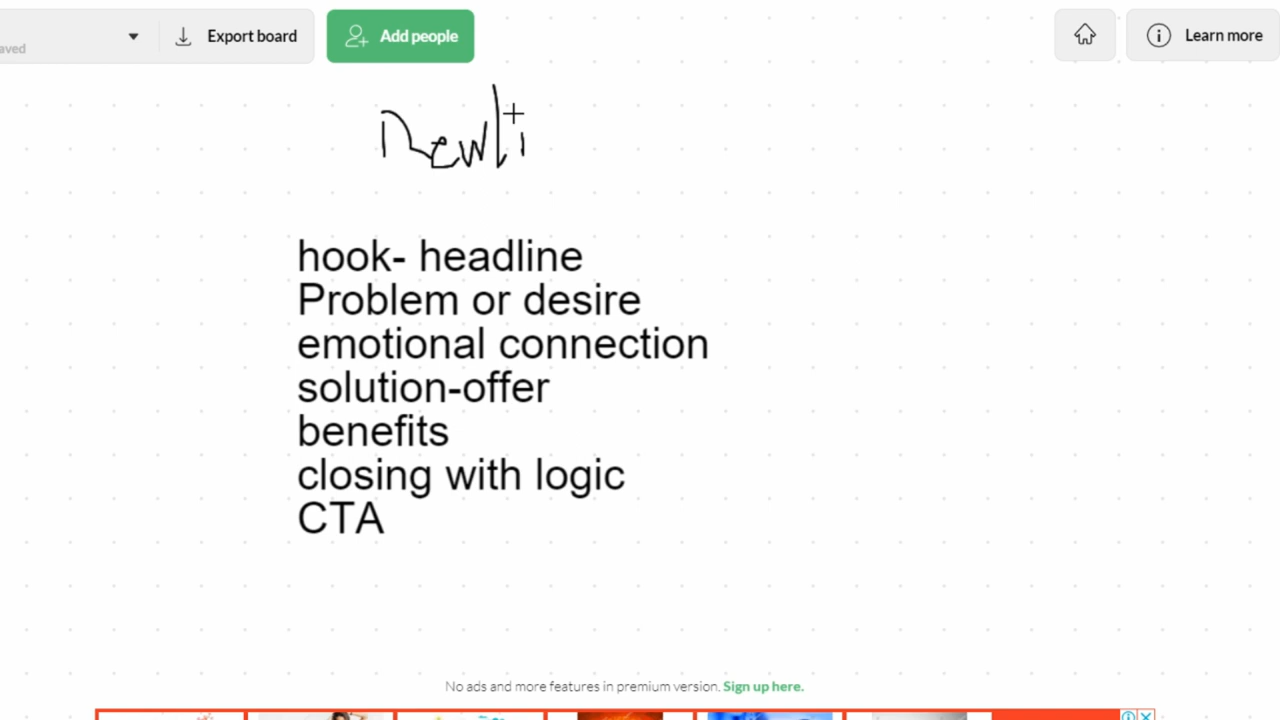 aved
Export board
Add people
Learn more
hook- headline
Problem or desire
emotional connection
solution-offer
benefits
closing with logic
CTA
No ads and more features in premium version. Sign up here.